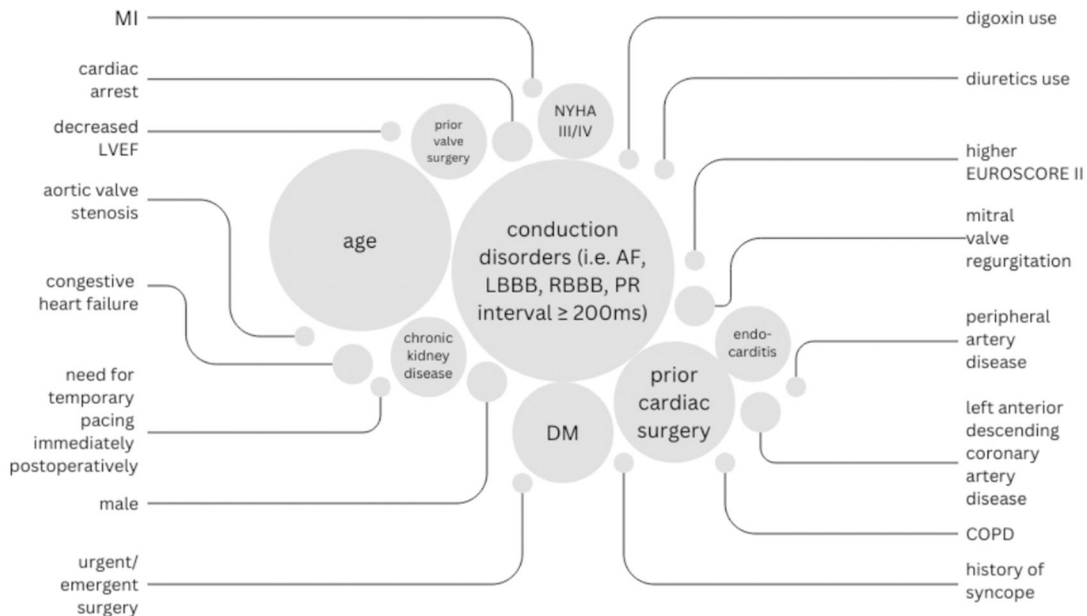 MI
cardiac
arrest
decreased
LVEF
aortic valve
stenosis
congestive
heart failure
need for
temporary
pacing
immediately
postoperatively
male
urgent/
emergent
surgery
NYHA
III/IV
prior
valve
surgery
age
conduction
disorders (i.e. AF,
LBBB, RBBB, PR
interval ≥ 200ms)
chronic
kidney
disease
endo-
carditis
prior
cardiac
surgery
DM
digoxin use
diuretics use
higher
EUROSCORE II
mitral
valve
regurgitation
peripheral
artery
disease
left anterior
descending
coronary
artery
disease
COPD
history of
syncope